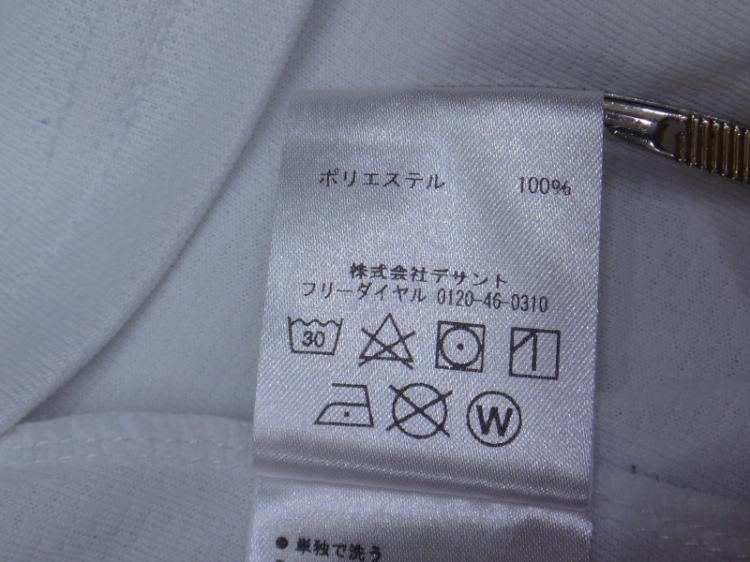 ポリエステル 100%
株式会社デサント
フリーダイヤル 0120-46-0310
30
W
● 単独で洗う